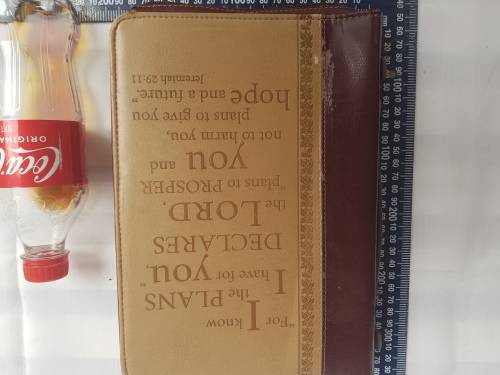 "For I know
the PLANS
I have for you,"
DECLARES
the LORD,
"plans to PROSPER
you and
not to harm you,
plans to give you
hope and a future."
Jeremiah 29:11
Coca-Cola
ORIGINAL